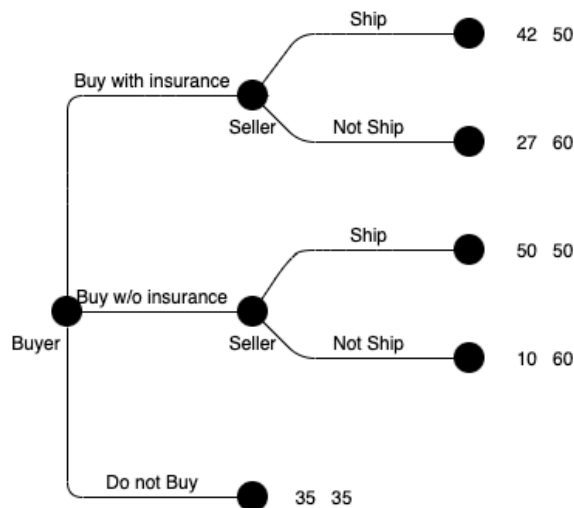 Ship
42 50
Buy with insurance
Seller
Not Ship
27 60
Ship
50 50
Buy w/o insurance
Buyer
Seller
Not Ship
10 60
Do not Buy
35 35